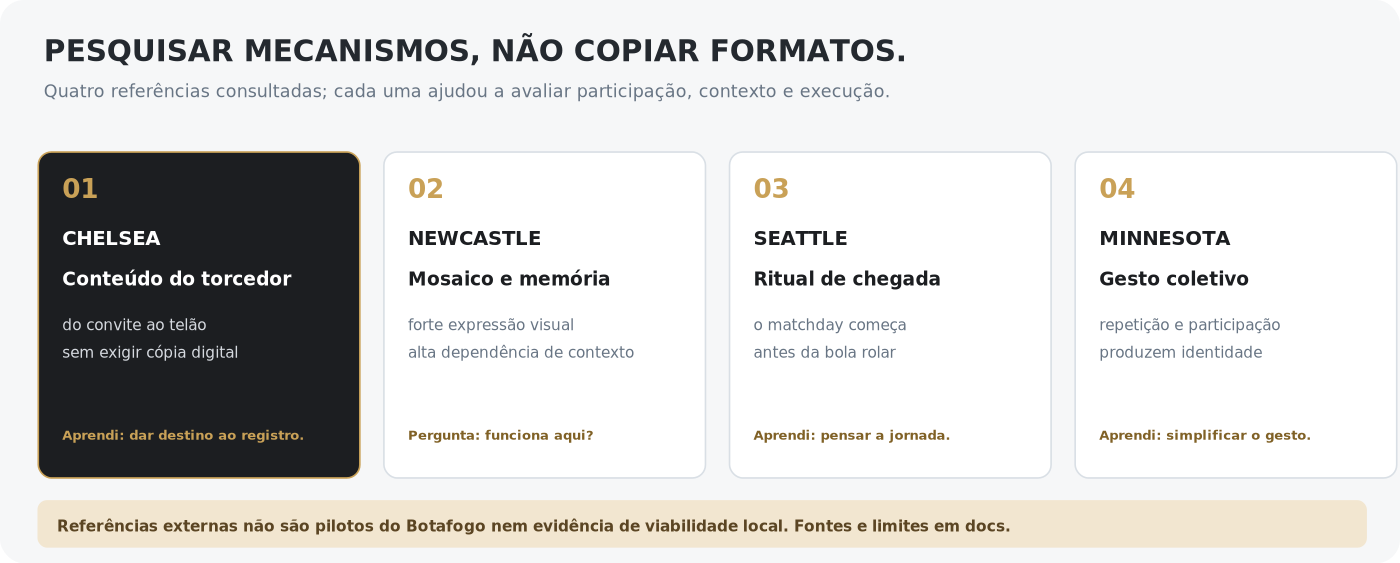 PESQUISAR MECANISMOS, NÃO COPIAR FORMATOS.
Quatro referências consultadas; cada uma ajudou a avaliar participação, contexto e execução.
01
CHELSEA
Conteúdo do torcedor
do convite ao telão
sem exigir cópia digital
Aprendi: dar destino ao registro.
02
NEWCASTLE
Mosaico e memória
forte expressão visual
alta dependência de contexto
Pergunta: funciona aqui?
03
SEATTLE
Ritual de chegada
o matchday começa
antes da bola rolar
Aprendi: pensar a jornada.
04
MINNESOTA
Gesto coletivo
repetição e participação
produzem identidade
Aprendi: simplificar o gesto.
Referências externas não são pilotos do Botafogo nem evidência de viabilidade local. Fontes e limites em docs.